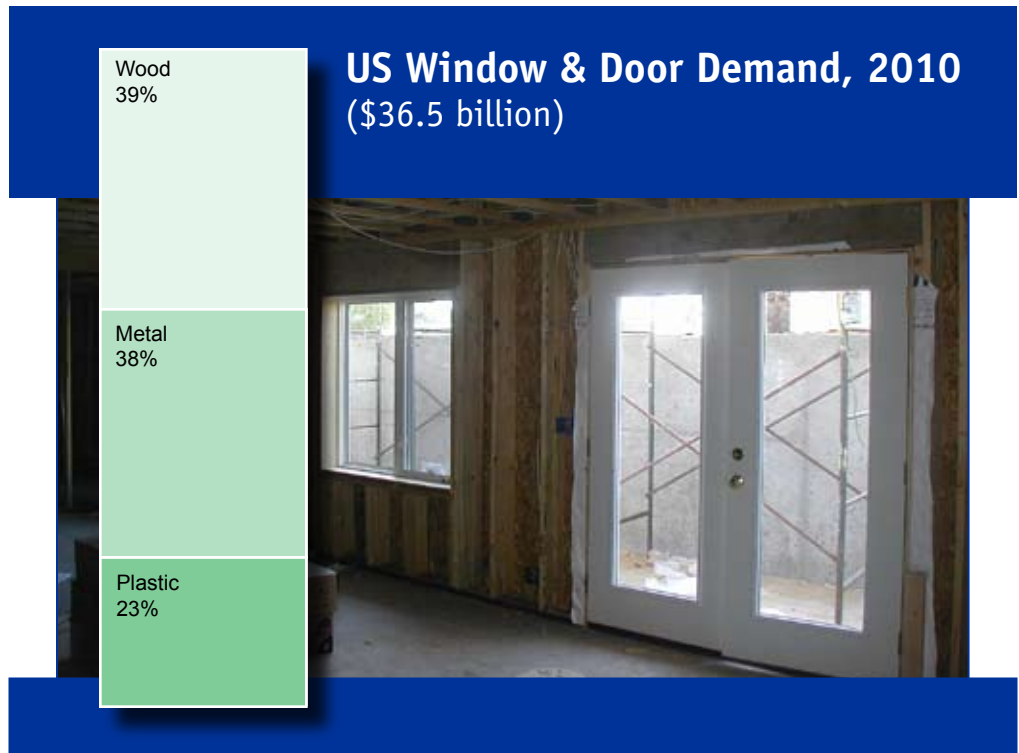 US Window & Door Demand, 2010
($36.5 billion)
Wood
39%
Metal
38%
Plastic
23%